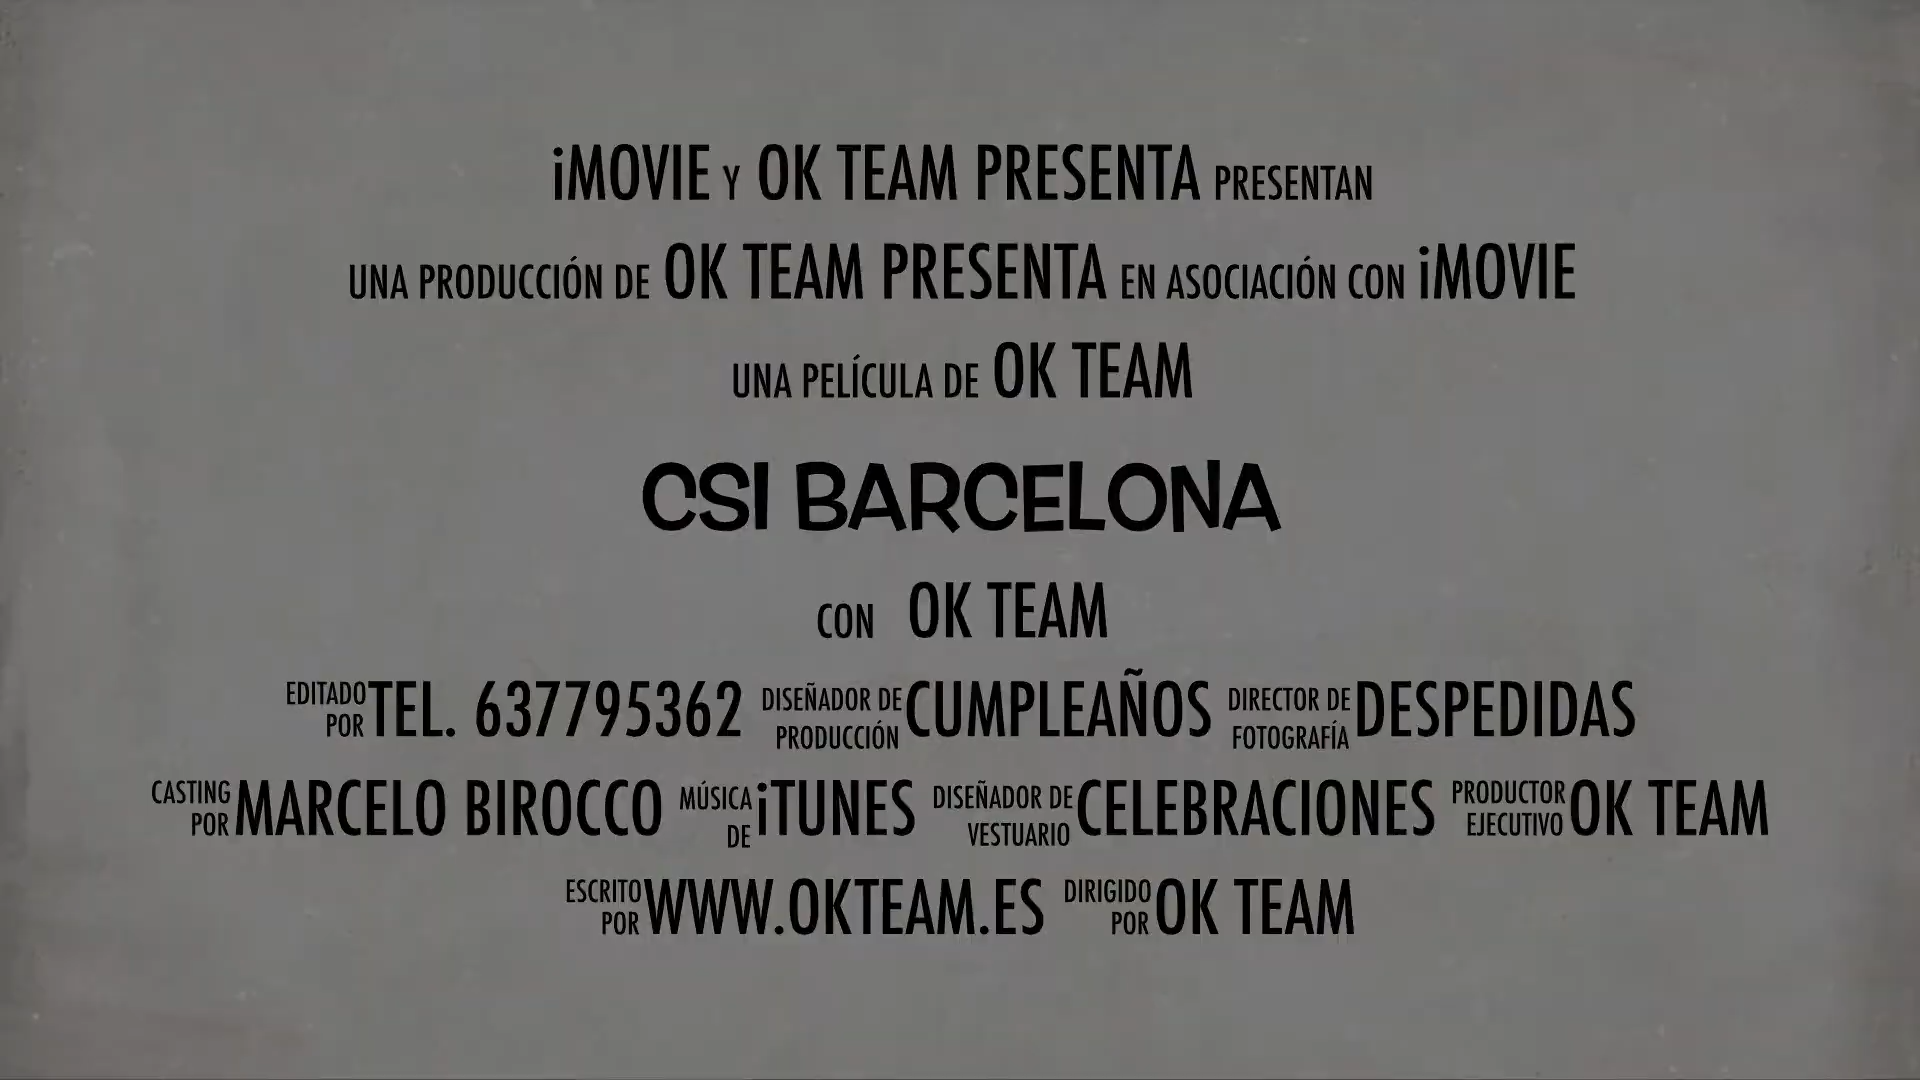 iMOVIE Y OK TEAM PRESENTA PRESENTAN
UNA PRODUCCIÓN DE OK TEAM PRESENTA EN ASOCIACIÓN CON iMOVIE
UNA PELÍCULA DE OK TEAM
CSI BARCELONA
CON OK TEAM
EDITADO POR TEL. 637795362 DISEÑADOR DE PRODUCCIÓN CUMPLEAÑOS DIRECTOR DE FOTOGRAFÍA DESPEDIDAS
CASTING POR MARCELO BIROCCO MÚSICA DE iTUNES DISEÑADOR DE VESTUARIO CELEBRACIONES PRODUCTOR EJECUTIVO OK TEAM
ESCRITO POR WWW.OKTEAM.ES DIRIGIDO POR OK TEAM